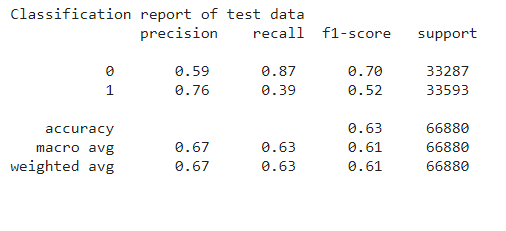 Classification report of test data
precision recall f1-score support
0 0.59 0.87 0.70 33287
1 0.76 0.39 0.52 33593
accuracy 0.63 66880
macro avg 0.67 0.63 0.61 66880
weighted avg 0.67 0.63 0.61 66880